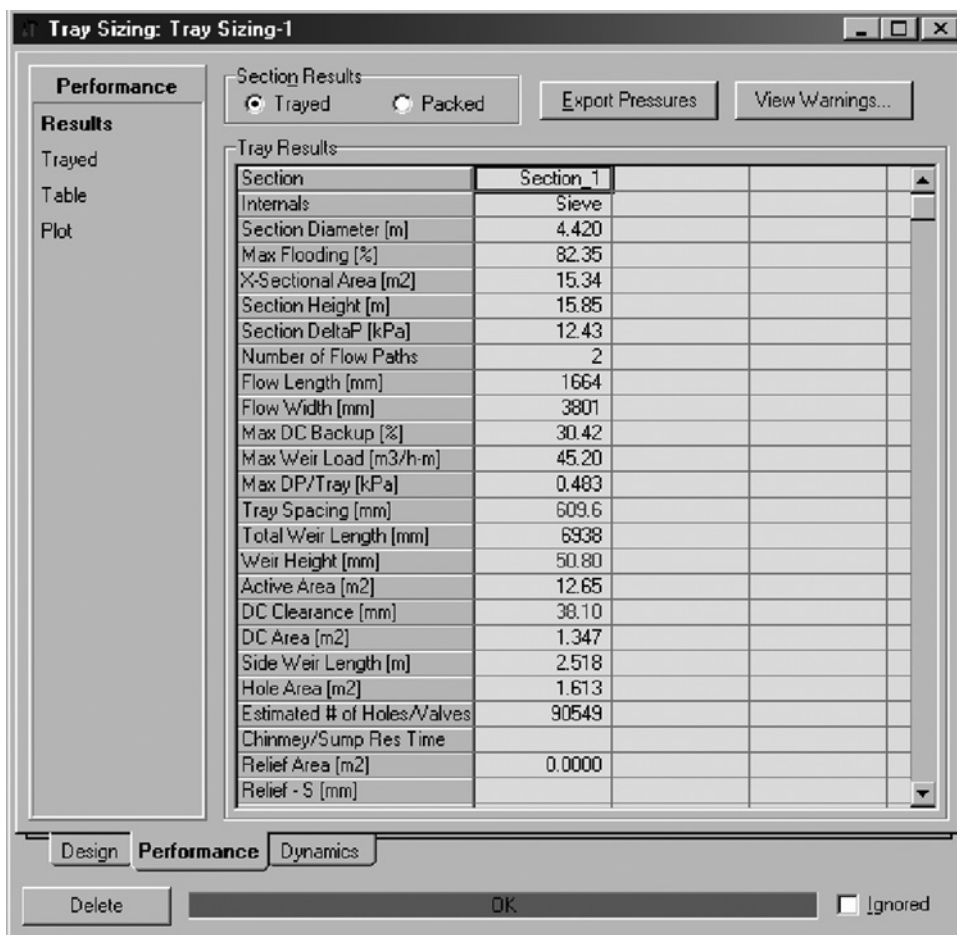 Tray Sizing: Tray Sizing-1
Performance
Results
Trayed
Table
Plot
Section Results
Trayed
Packed
Export Pressures
View Warnings...
Tray Results
Section Section_1
Internals Sieve
Section Diameter [m] 4.420
Max Flooding [%] 82.35
X-Sectional Area [m2] 15.34
Section Height [m] 15.85
Section DeltaP [kPa] 12.43
Number of Flow Paths 2
Flow Length [mm] 1664
Flow Width [mm] 3801
Max DC Backup [%] 30.42
Max Weir Load [m3/h-m] 45.20
Max DP/Tray [kPa] 0.483
Tray Spacing [mm] 609.6
Total Weir Length [mm] 6938
Weir Height [mm] 50.80
Active Area [m2] 12.65
DC Clearance [mm] 38.10
DC Area [m2] 1.347
Side Weir Length [m] 2.518
Hole Area [m2] 1.613
Estimated # of Holes/Valves 90549
Chinmey/Sump Res Time
Relief Area [m2] 0.0000
Relief - S [mm]
Design Performance Dynamics
Delete OK Ignored